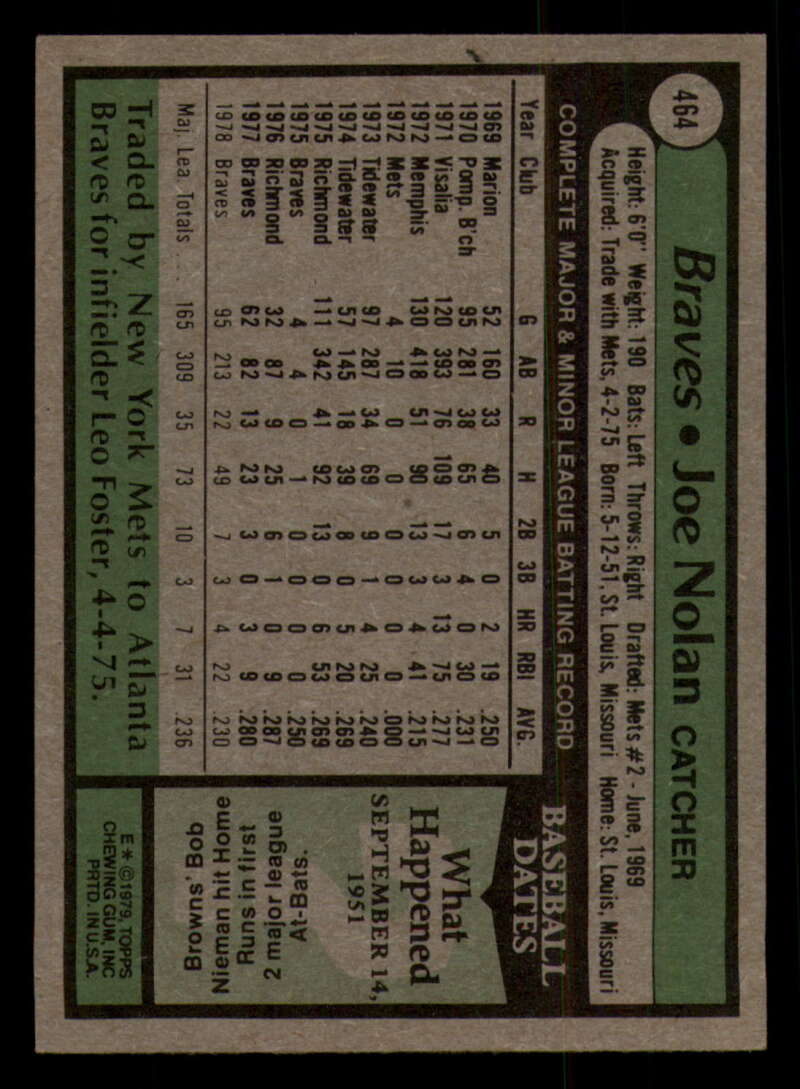 464
Braves • Joe Nolan CATCHER
Height: 6'0" Weight: 190 Bats: Left Throws: Right Drafted: Mets #2 - June, 1969
Acquired: Trade with Mets, 4-2-75 Born: 5-12-51, St. Louis, Missouri Home: St. Louis, Missouri
COMPLETE MAJOR & MINOR LEAGUE BATTING RECORD
Year Club G AB R H 2B 3B HR RBI AVG.
1969 Marion 52 160 33 40 5 0 2 19 .250
1970 Pomp. B'ch 95 281 38 65 6 4 0 30 .231
1971 Visalia 120 393 76 109 17 3 13 75 .277
1972 Memphis 130 418 51 90 13 3 4 41 .215
1972 Mets 4 10 0 0 0 0 0 0 .000
1973 Tidewater 97 287 34 69 9 1 4 25 .240
1974 Tidewater 57 145 18 39 8 0 5 20 .269
1975 Richmond 111 342 41 92 13 0 6 53 .269
1975 Braves 4 4 0 1 0 0 0 0 .250
1976 Richmond 32 87 9 25 6 1 0 9 .287
1977 Braves 62 82 13 23 3 0 3 9 .280
1978 Braves 95 213 22 49 7 3 4 22 .230
Maj. Lea. Totals .... 165 309 35 73 10 3 7 31 .236
Traded by New York Mets to Atlanta
Braves for infielder Leo Foster, 4-4-75.
BASEBALL
DATES
What
Happened
SEPTEMBER 14,
1951
Browns' Bob
Nieman hit Home
Runs in first
2 major league
At-Bats.
E✶©1979, TOPPS
CHEWING GUM, INC
PRTD. IN U.S.A.